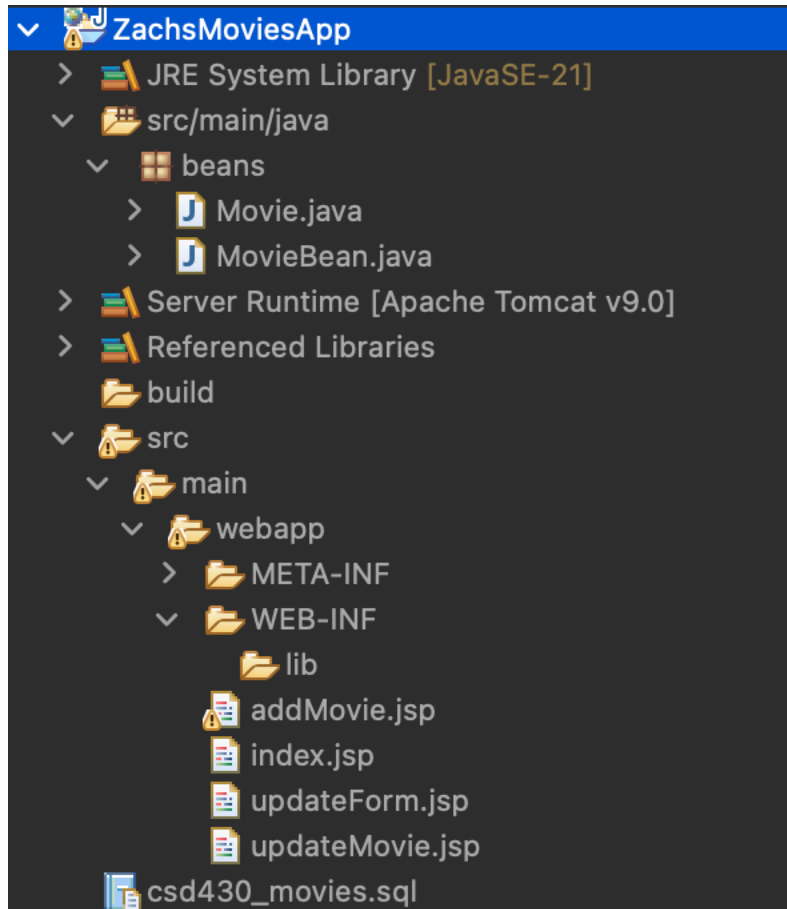 ZachsMoviesApp
JRE System Library [JavaSE-21]
src/main/java
beans
Movie.java
MovieBean.java
Server Runtime [Apache Tomcat v9.0]
Referenced Libraries
build
src
main
webapp
META-INF
WEB-INF
lib
addMovie.jsp
index.jsp
updateForm.jsp
updateMovie.jsp
csd430_movies.sql